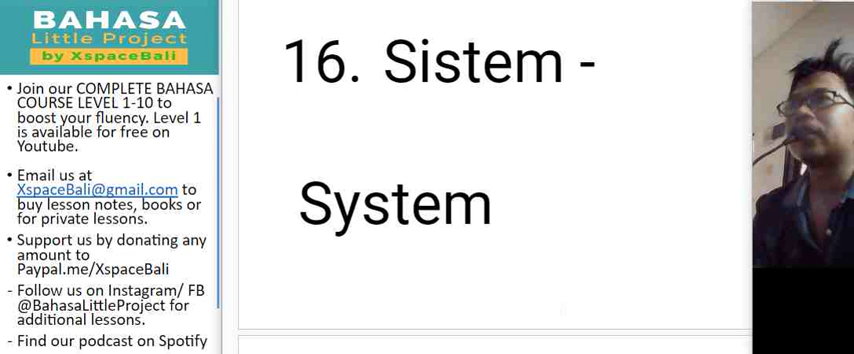 BAHASA
Little Project
by XspaceBali
• Join our COMPLETE BAHASA
COURSE LEVEL 1-10 to
boost your fluency. Level 1
is available for free on
Youtube.
• Email us at
XspaceBali@gmail.com to
buy lesson notes, books or
for private lessons.
• Support us by donating any
amount to
Paypal.me/XspaceBali
- Follow us on Instagram/ FB
@BahasaLittleProject for
additional lessons.
- Find our podcast on Spotify
16. Sistem -
System